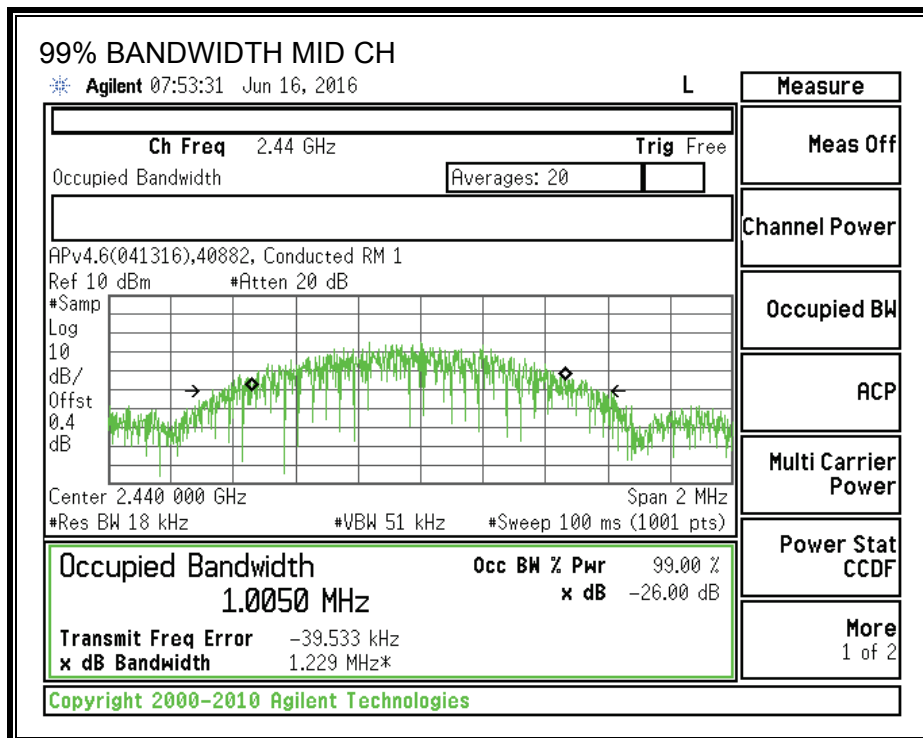 99% BANDWIDTH MID CH
Agilent 07:53:31 Jun 16, 2016 L
Measure
Ch Freq 2.44 GHz Trig Free
Occupied Bandwidth Averages: 20
APv4.6(041316),40882, Conducted RM 1
Ref 10 dBm #Atten 20 dB
#Samp
Log
10
dB/
Offst
0.4
dB
Center 2.440 000 GHz Span 2 MHz
#Res BW 18 kHz #VBW 51 kHz #Sweep 100 ms (1001 pts)
Occupied Bandwidth Occ BW % Pwr 99.00 %
1.0050 MHz x dB -26.00 dB
Transmit Freq Error -39.533 kHz
x dB Bandwidth 1.229 MHz*
Copyright 2000-2010 Agilent Technologies
Meas Off
Channel Power
Occupied BW
ACP
Multi Carrier
Power
Power Stat
CCDF
More
1 of 2